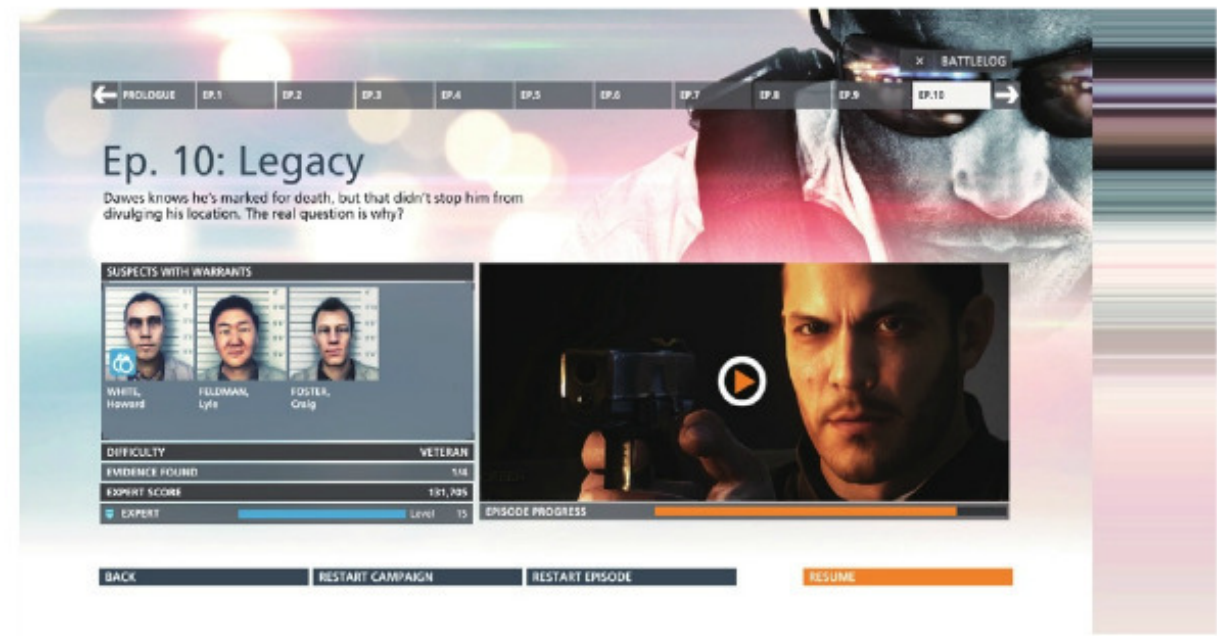 × BATTLELOG
PROLOGUE EP.1 EP.2 EP.3 EP.4 EP.5 EP.6 EP.7 EP.8 EP.9 EP.10
Ep. 10: Legacy
Dawes knows he's marked for death, but that didn't stop him from
divulging his location. The real question is why?
SUSPECTS WITH WARRANTS
WHITE, FELDMAN, FOSTER,
Howard Lyle Craig
DIFFICULTY VETERAN
EVIDENCE FOUND 1/4
EXPERT SCORE 131,705
EXPERT Level 15
EPISODE PROGRESS
BACK RESTART CAMPAIGN RESTART EPISODE RESUME